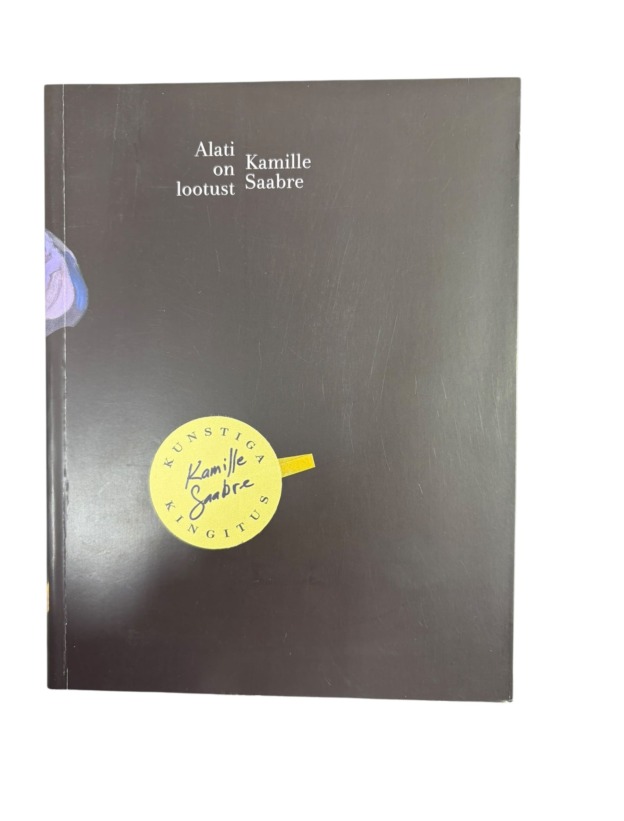 Alati
on
lootust
Kamille
Saabre
KUNSTIGA
Kamille
Saabre
KINGITUS